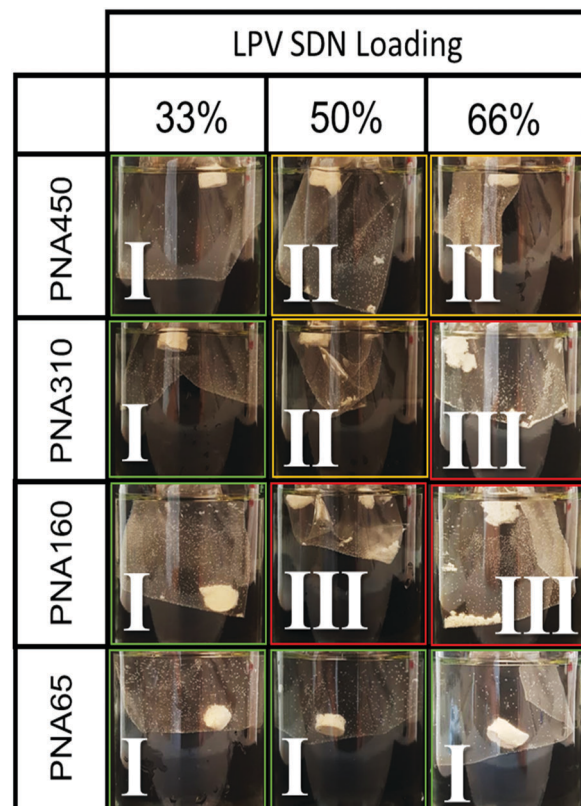 LPV SDN Loading
33% 50% 66%
PNA450 I II II
PNA310 I II III
PNA160 I III III
PNA65 I I I